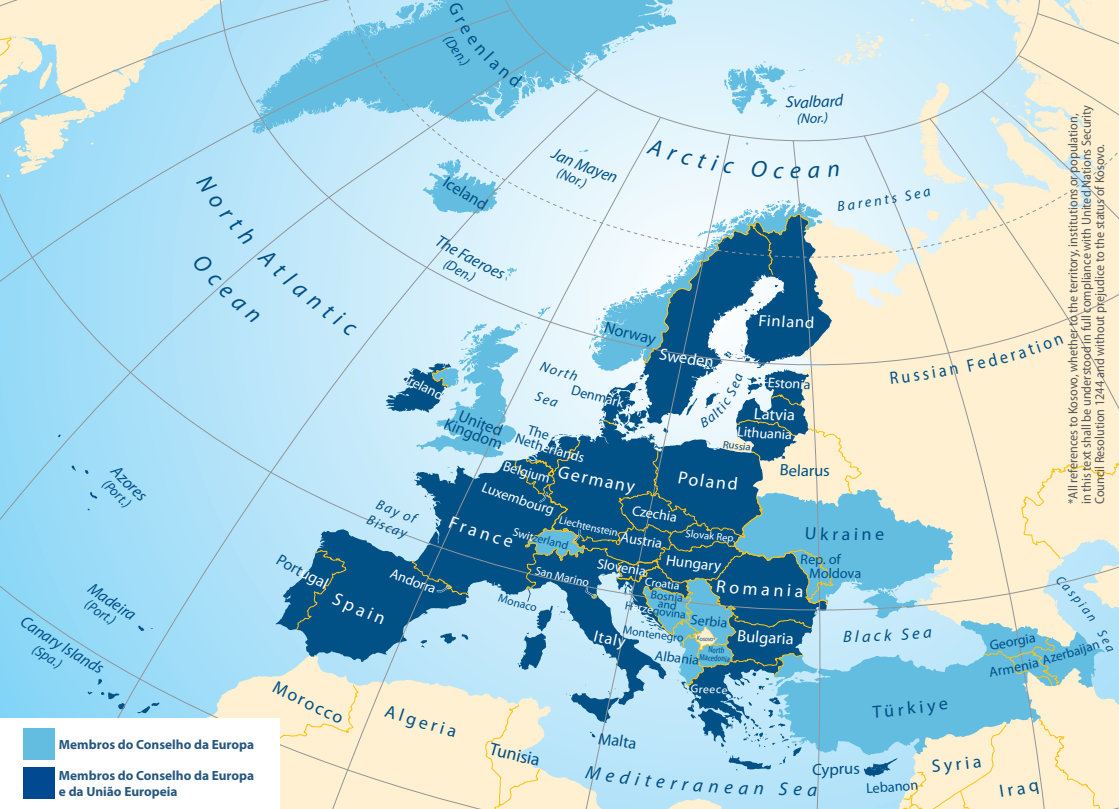 Greenland
(Den.)
Svalbard
(Nor.)
Arctic Ocean
Jan Mayen
(Nor.)
Barents Sea
Iceland
North Atlantic
Ocean
The Faeroes
(Den.)
Norway
Sweden
Finland
Russian Federation
North
Sea
Denmark
Baltic Sea
Estonia
Latvia
Lithuania
Russia
Ireland
United
Kingdom
The
Netherlands
Belgium
Germany
Poland
Belarus
Luxembourg
Czechia
Azores
(Port.)
Bay of
Biscay
France
Switzerland
Liechtenstein
Austria
Slovak Rep.
Ukraine
Rep. of
Moldova
Slovenia
Hungary
Croatia
Romania
San Marino
Bosnia
and
Herzegovina
Serbia
Portugal
Spain
Andorra
Monaco
Italy
Montenegro
Kosovo*
Bulgaria
Black Sea
Caspian Sea
Georgia
Armenia
Azerbaijan
Albania
North
Macedonia
Greece
Türkiye
Madeira
(Port.)
Canary Islands
(Spa.)
Morocco
Algeria
Tunisia
Malta
Mediterranean Sea
Cyprus
Lebanon
Syria
Iraq
*All references to Kosovo, whether to the territory, institutions or population,
in this text shall be understood in full compliance with United Nations Security
Council Resolution 1244 and without prejudice to the status of Kosovo.
Membros do Conselho da Europa
Membros do Conselho da Europa
e da União Europeia